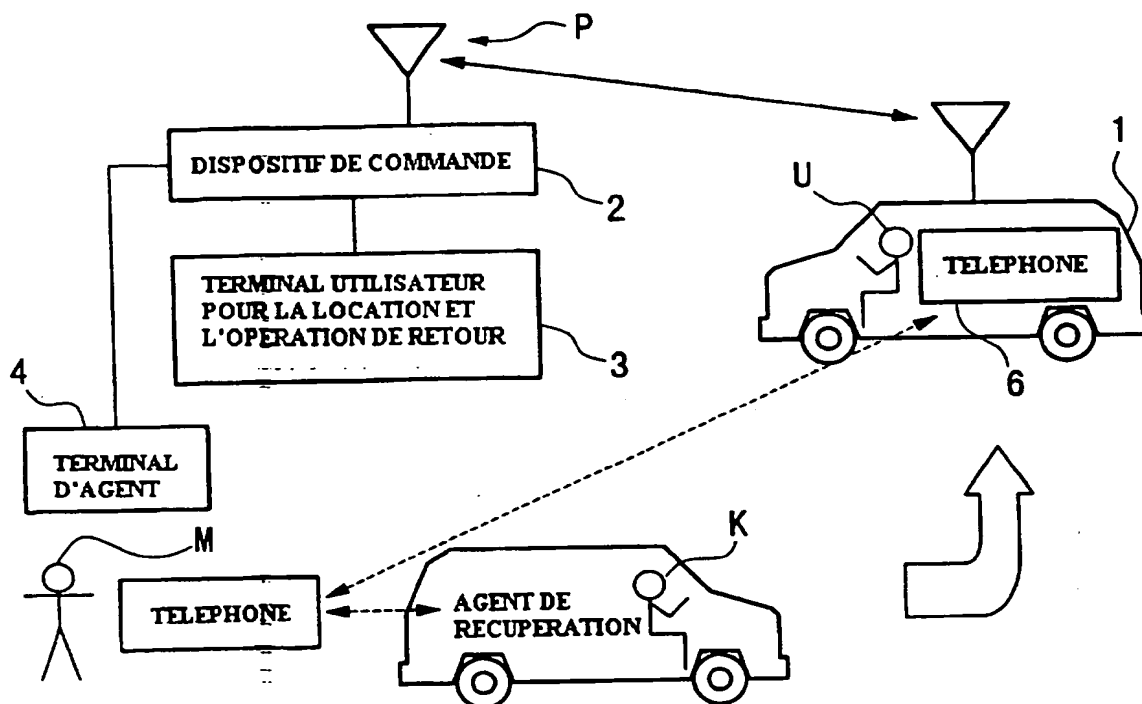 P
DISPOSITIF DE COMMANDE
2
1
U
TELEPHONE
6
TERMINAL UTILISATEUR
POUR LA LOCATION ET
L'OPERATION DE RETOUR
3
4
TERMINAL
D'AGENT
M
TELEPHONE
K
AGENT DE
RECUPERATION